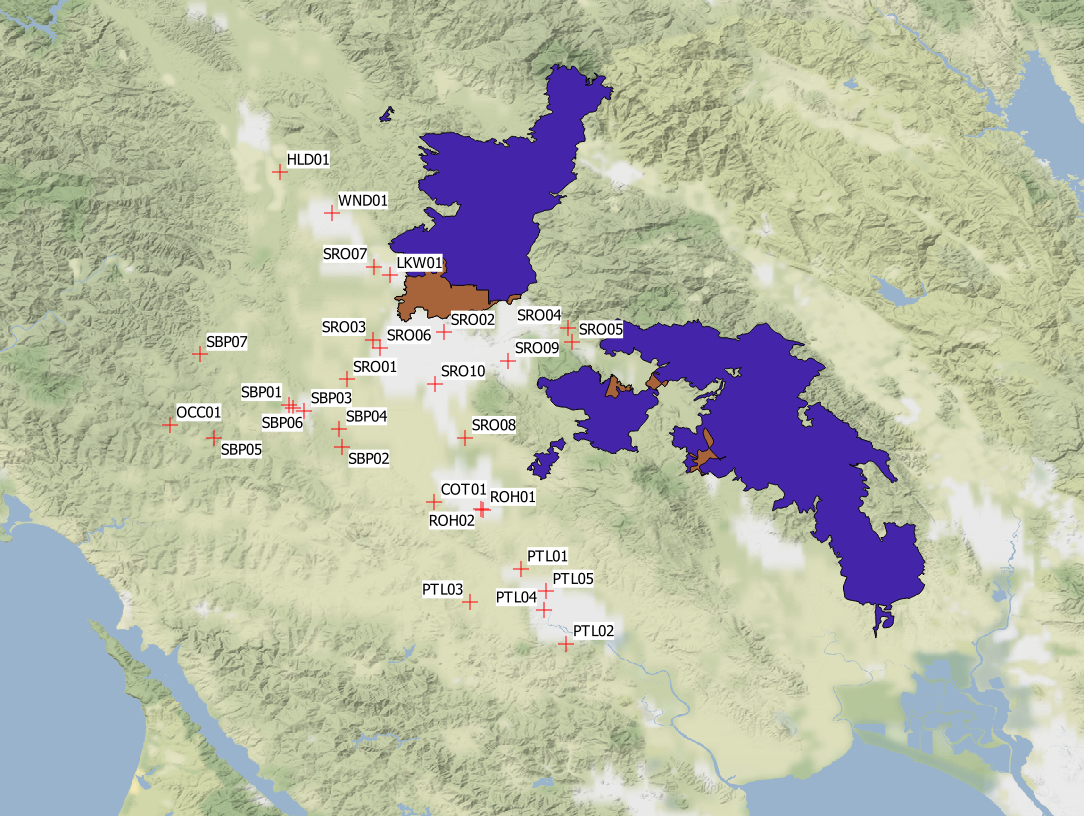 HLD01
WND01
SRO07
LKW01
SRO04
SRO02
SRO03
SRO05
SRO06
SBP07
SRO09
SRO01
SRO10
SBP01
SBP03
OCC01
SBP04
SBP06
SRO08
SBP05
SBP02
COT01
ROH01
ROH02
PTL01
PTL05
PTL03
PTL04
PTL02